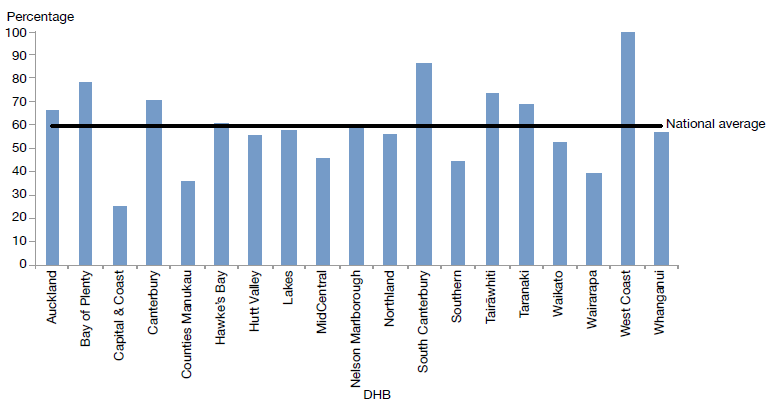 Percentage
100
90
80
70
60
50
40
30
20
10
0
National average
Auckland
Bay of Plenty
Capital & Coast
Canterbury
Counties Manukau
Hawke's Bay
Hutt Valley
Lakes
MidCentral
Nelson Marlborough
Northland
South Canterbury
Southern
Tairāwhiti
Taranaki
Waikato
Wairarapa
West Coast
Whanganui
DHB